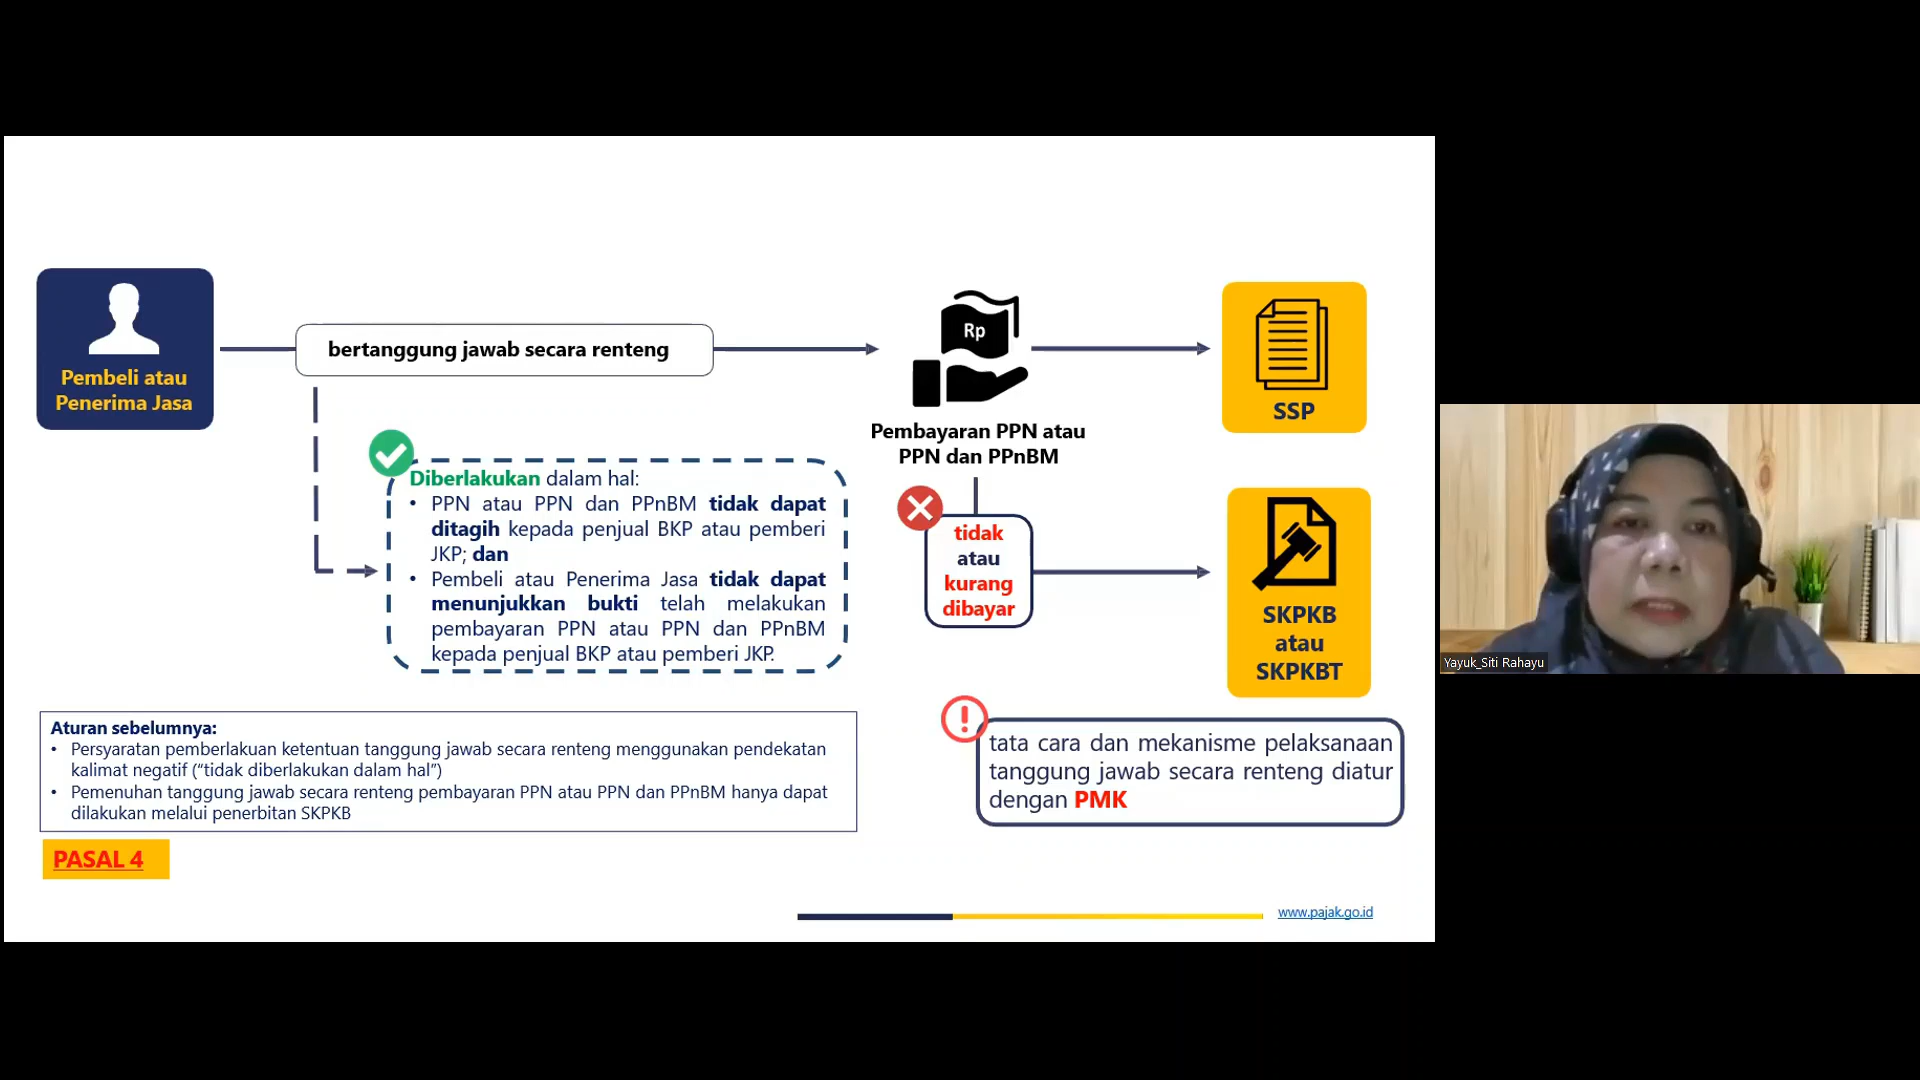 Pembeli atau
Penerima Jasa
bertanggung jawab secara renteng
Rp
Pembayaran PPN atau
PPN dan PPnBM
SSP
Diberlakukan dalam hal:
• PPN atau PPN dan PPnBM tidak dapat
ditagih kepada penjual BKP atau pemberi
JKP; dan
• Pembeli atau Penerima Jasa tidak dapat
menunjukkan bukti telah melakukan
pembayaran PPN atau PPN dan PPnBM
kepada penjual BKP atau pemberi JKP.
tidak
atau
kurang
dibayar
SKPKB
atau
SKPKBT
Aturan sebelumnya:
• Persyaratan pemberlakuan ketentuan tanggung jawab secara renteng menggunakan pendekatan
kalimat negatif (“tidak diberlakukan dalam hal”)
• Pemenuhan tanggung jawab secara renteng pembayaran PPN atau PPN dan PPnBM hanya dapat
dilakukan melalui penerbitan SKPKB
tata cara dan mekanisme pelaksanaan
tanggung jawab secara renteng diatur
dengan PMK
PASAL 4
www.pajak.go.id
Yayuk_Siti Rahayu